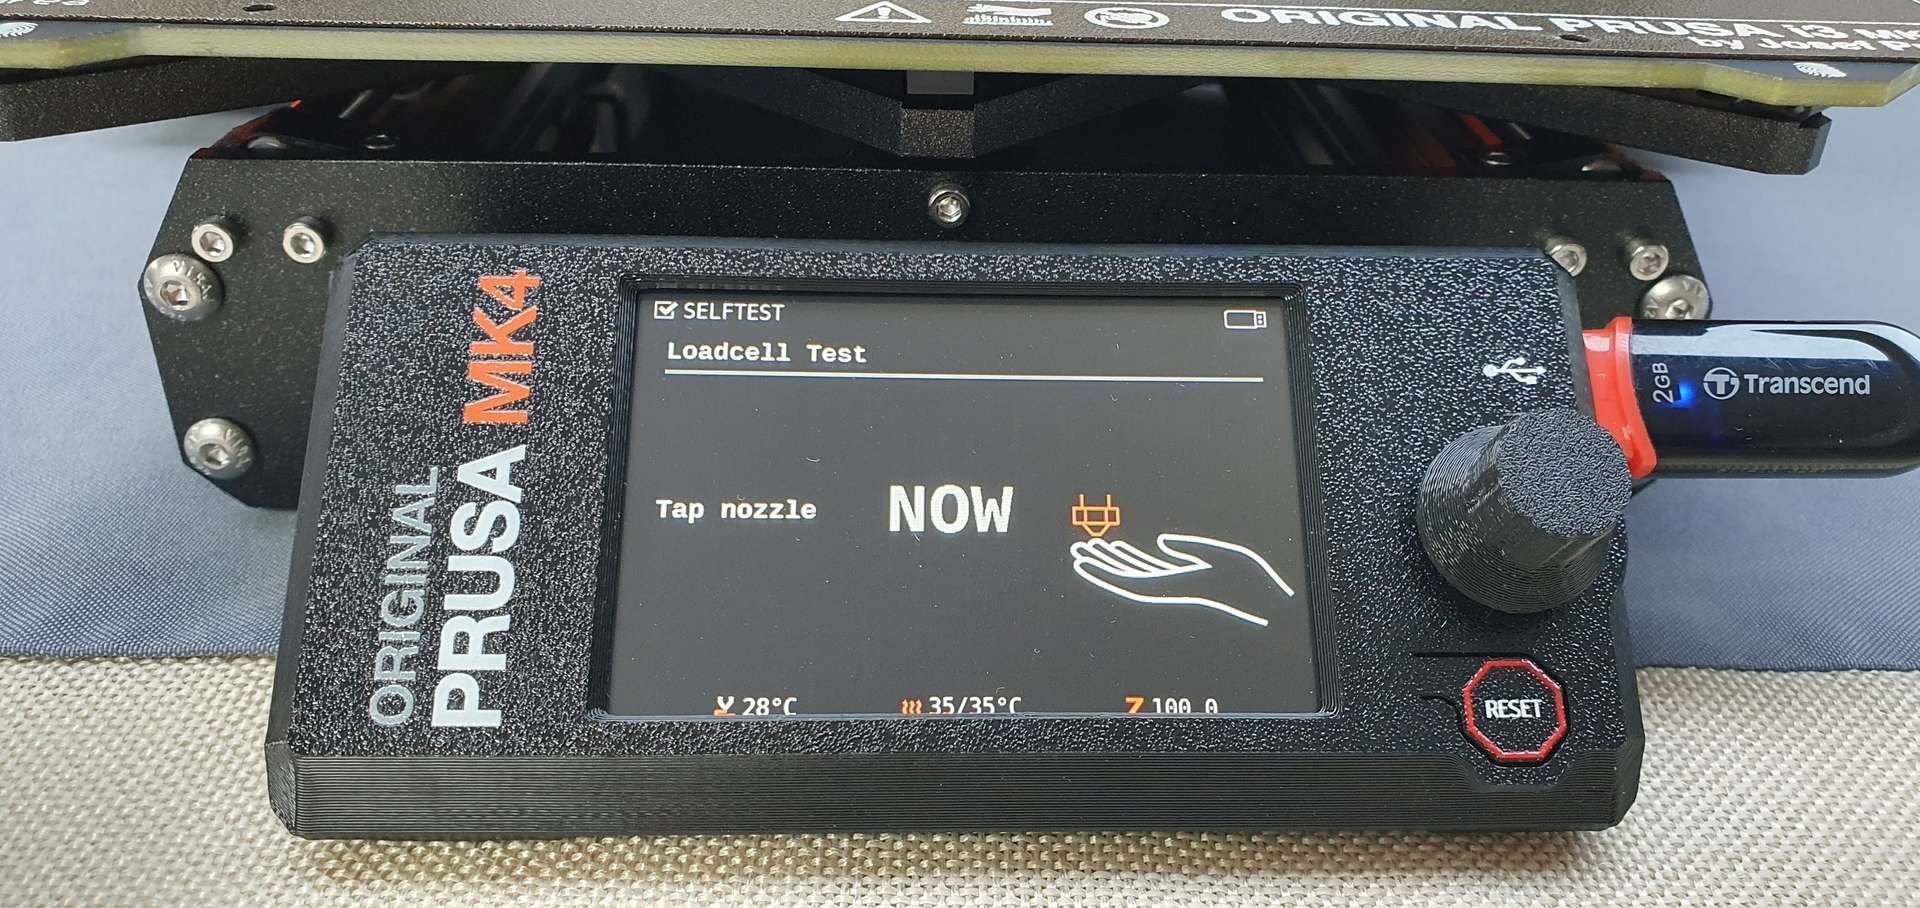 ORIGINAL PRUSA i3 MK
by Josef P
ORIGINAL
PRUSA MK4
SELFTEST
Loadcell Test
Tap nozzle NOW
28°C 35/35°C Z 100.0
2GB Transcend
RESET